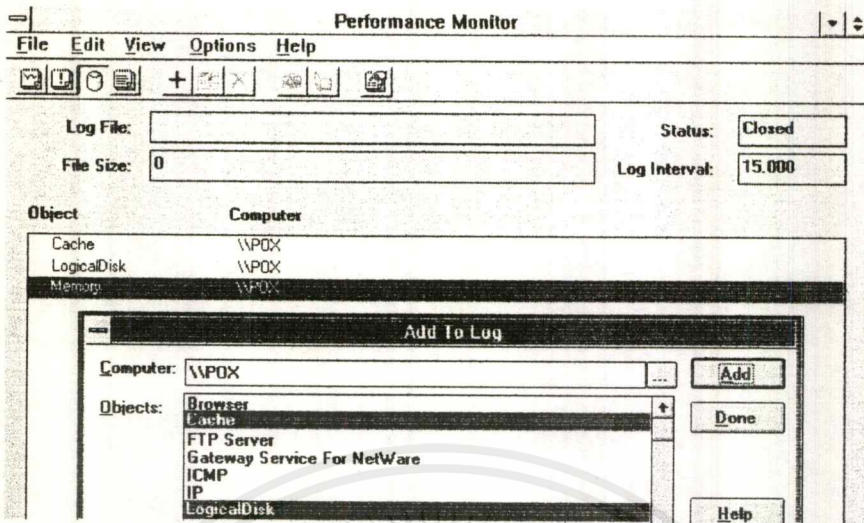 Performance Monitor
File Edit View Options Help
Log File:
Status: Closed
File Size: 0
Log Interval: 15.000
Object Computer
Cache \\POX
LogicalDisk \\POX
Memory \\POX
Add To Log
Computer: \\POX ... Add
Objects: Browser
Cache
Done
FTP Server
Gateway Service For NetWare
ICMP
IP
LogicalDisk
Help